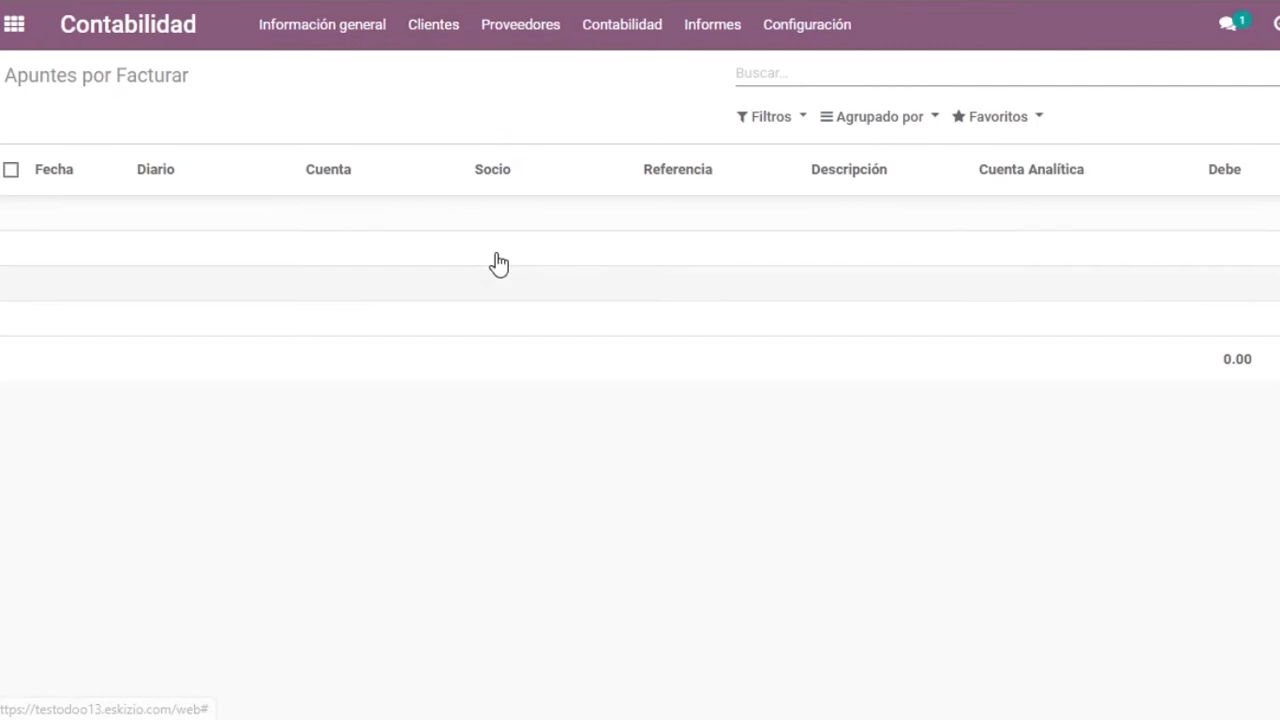 Contabilidad Información general Clientes Proveedores Contabilidad Informes Configuración 1
Apuntes por Facturar
Buscar...
Filtros Agrupado por Favoritos
Fecha Diario Cuenta Socio Referencia Descripción Cuenta Analítica Debe
0.00
ttps://testodoo13.eskizio.com/web#